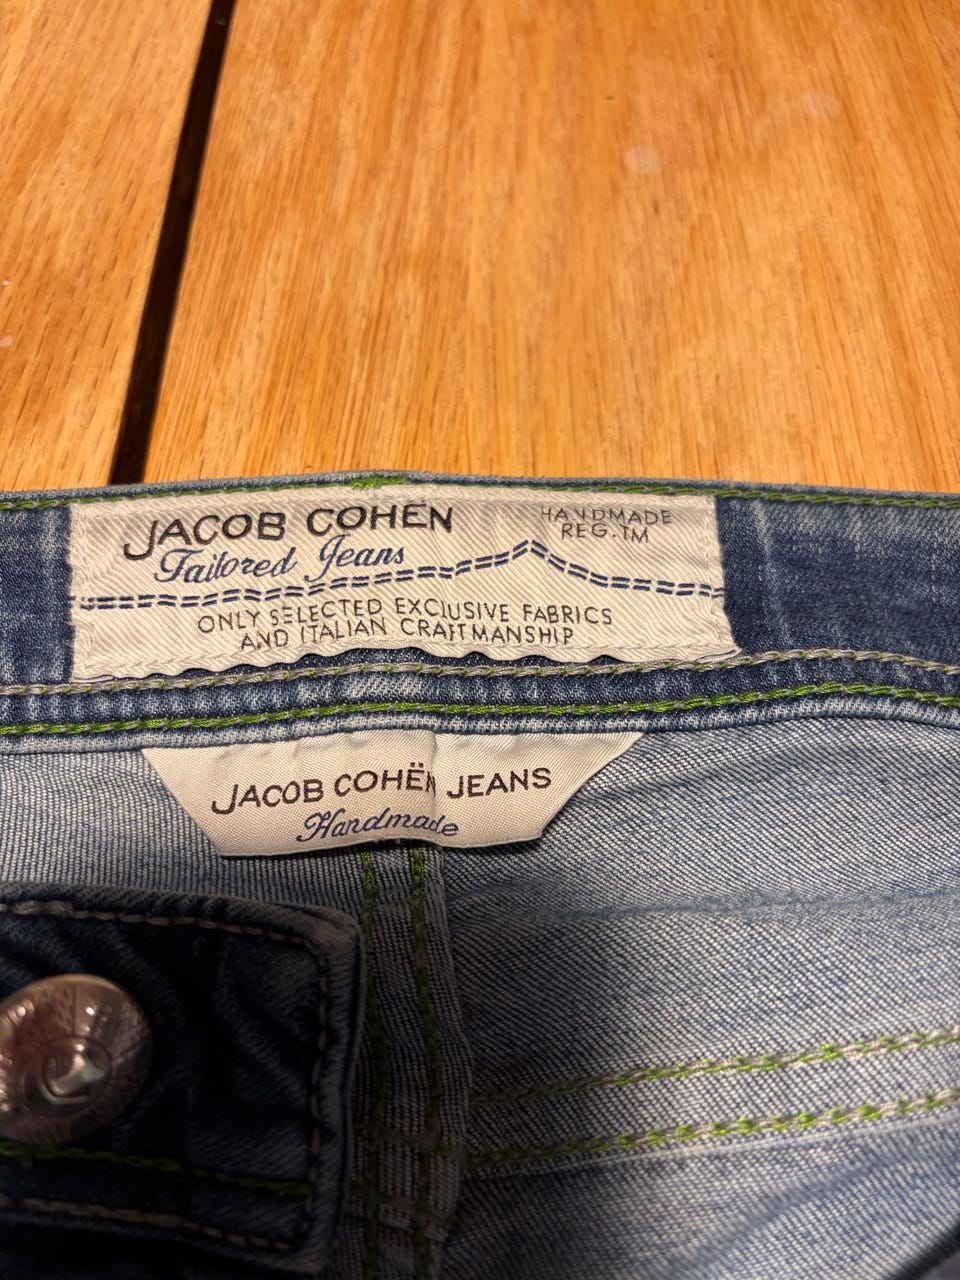 JACOB COHËN
Tailored Jeans
HANDMADE
REG.TM
ONLY SELECTED EXCLUSIVE FABRICS
AND ITALIAN CRAFTMANSHIP
JACOB COHËN JEANS
Handmade